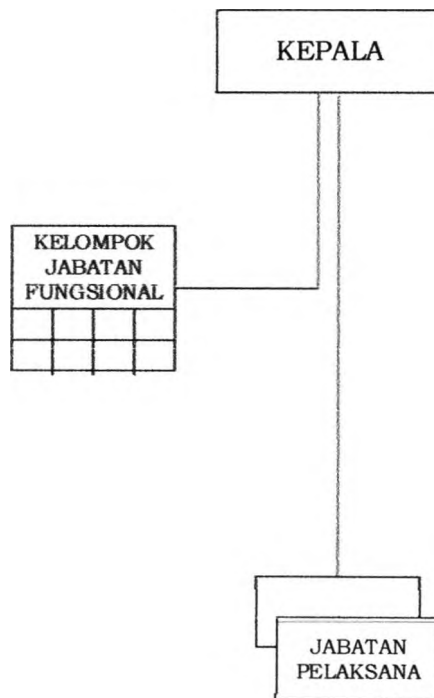 KEPALA
KELOMPOK
JABATAN
FUNGSIONAL
JABATAN
PELAKSANA